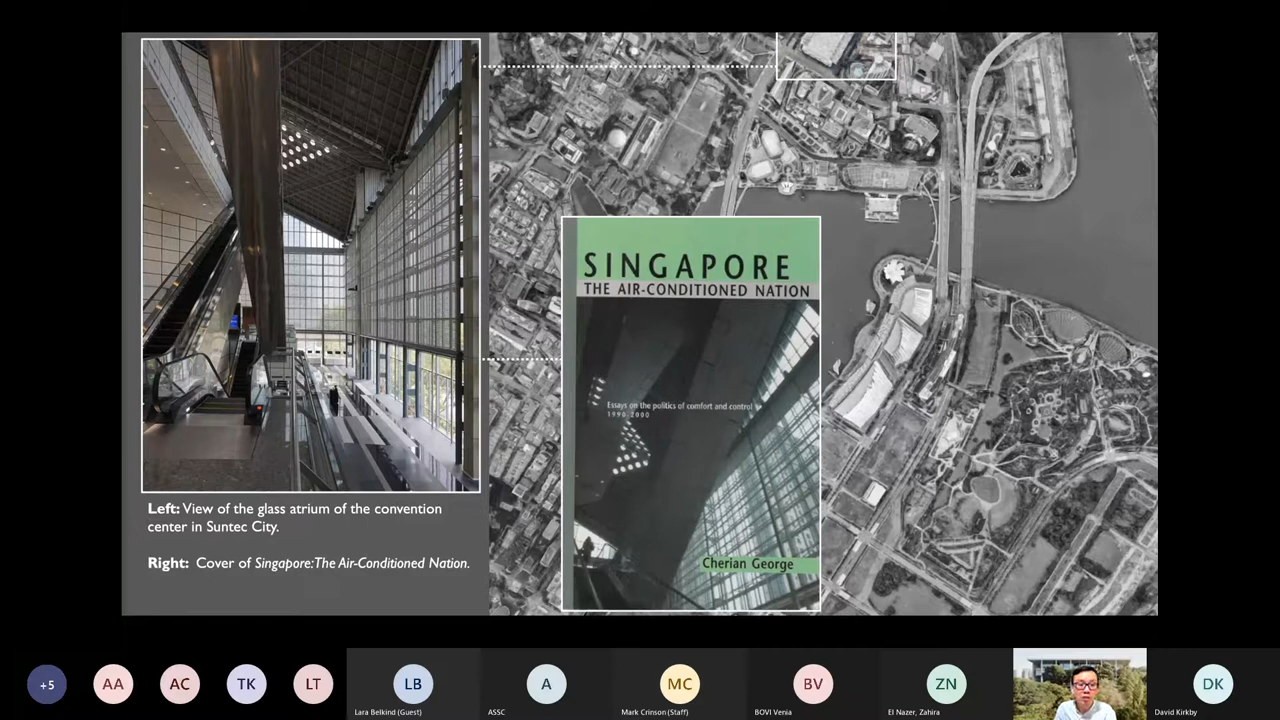 SINGAPORE
THE AIR-CONDITIONED NATION
Essays on the politics of comfort and control
1990-2000
Cherian George
Left: View of the glass atrium of the convention
center in Suntec City.
Right: Cover of Singapore: The Air-Conditioned Nation.
+5
AA
AC
TK
LT
LB
Lara Belkind (Guest)
A
ASSC
MC
Mark Crinson (Staff)
BV
BOVI Venia
ZN
El Nazer, Zahira
DK
David Kirkby